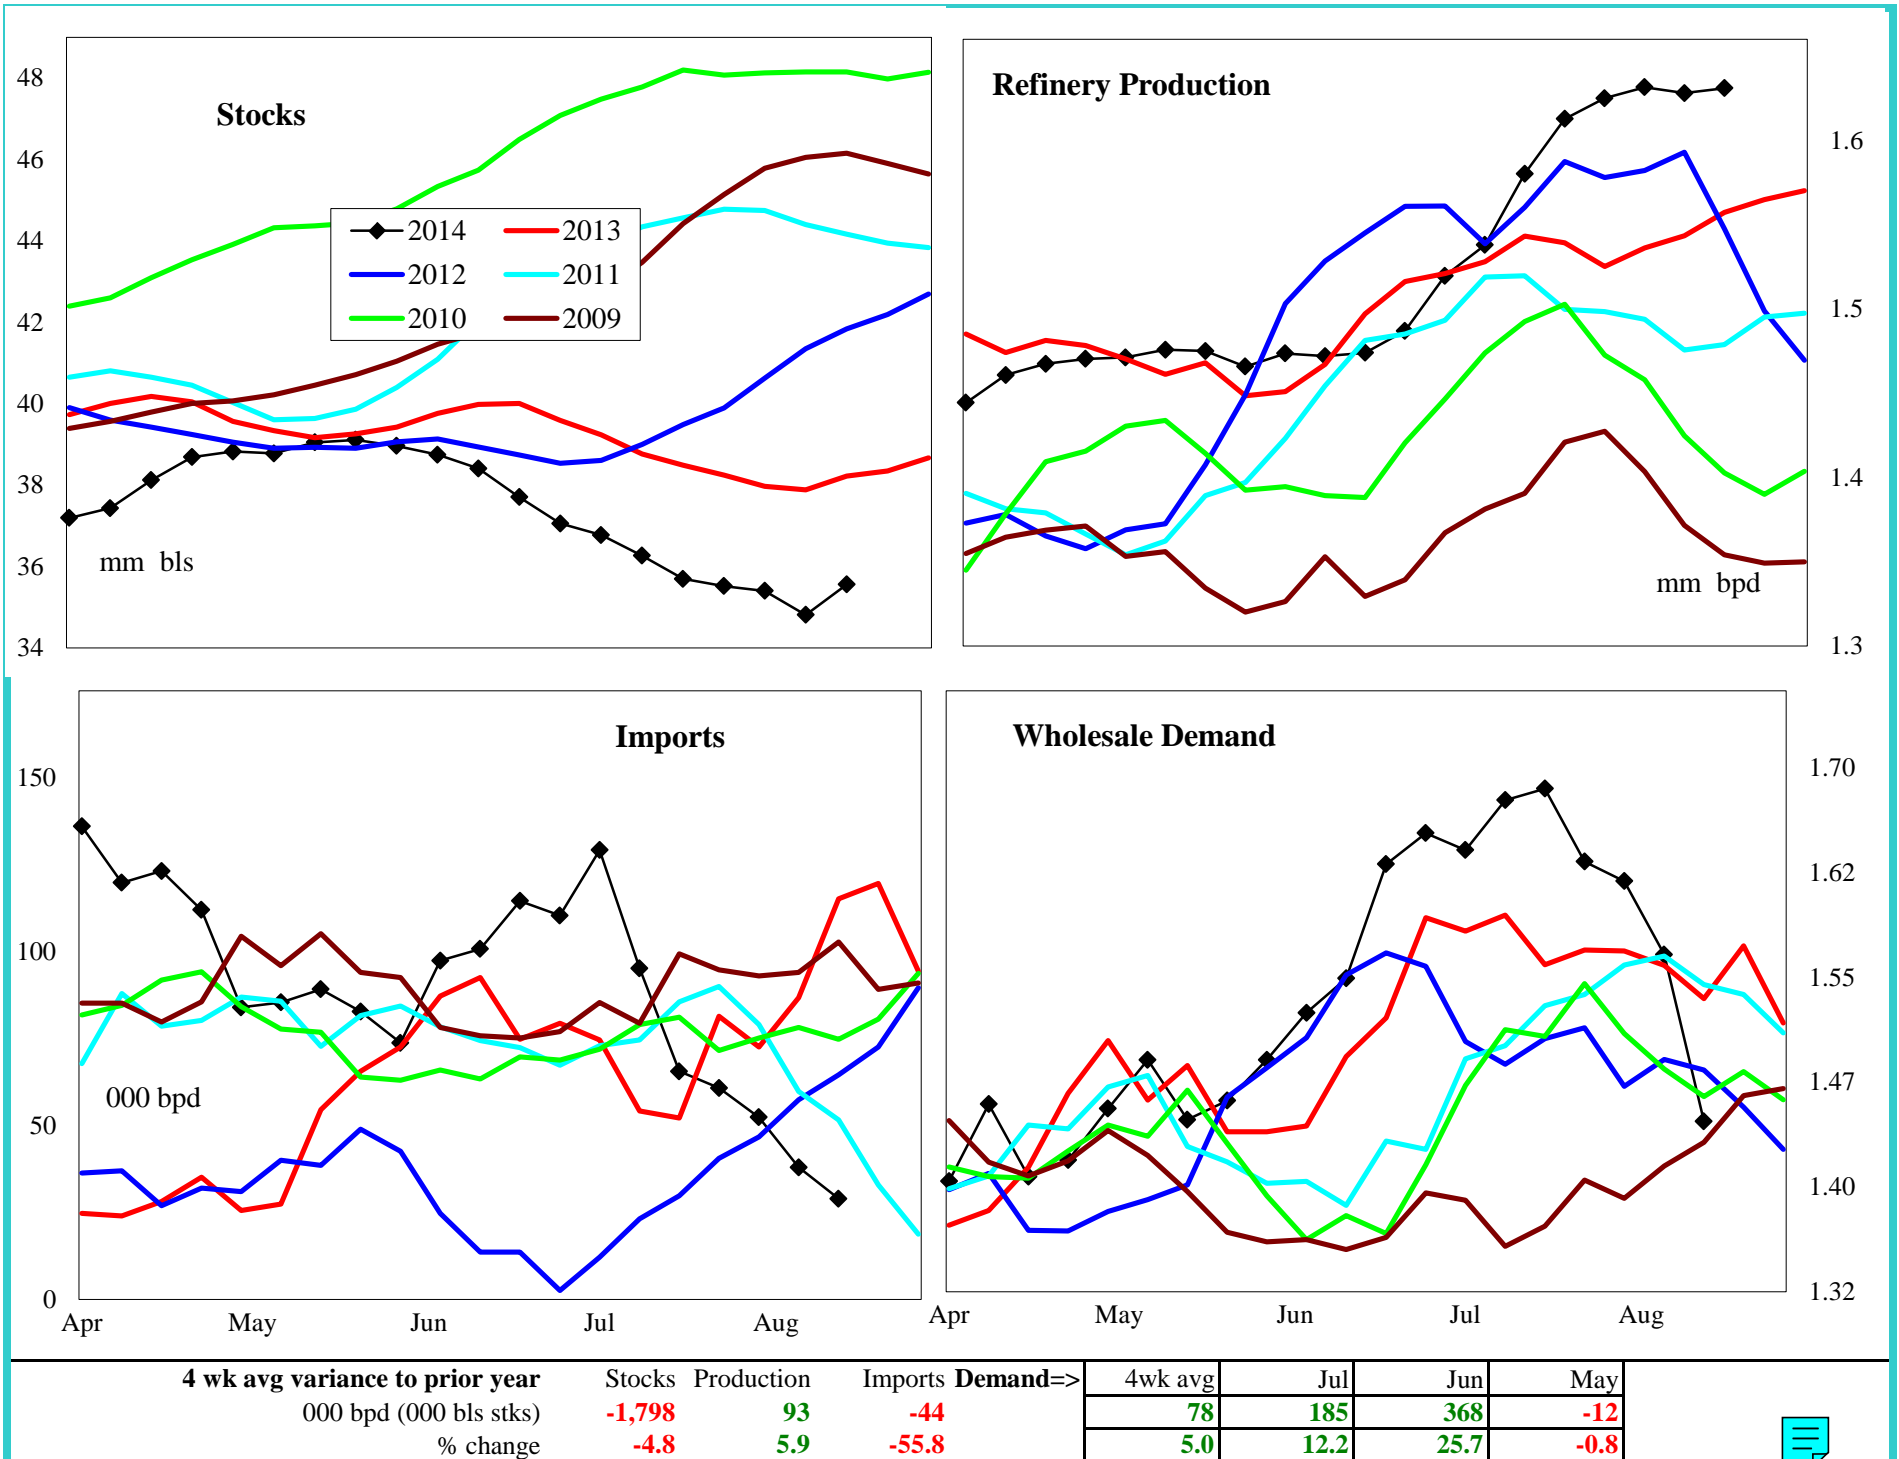 Stocks
48
46
44
42
40
38
36
34
2014 2013
2012 2011
2010 2009
mm bls
Refinery Production
1.6
1.5
1.4
1.3
mm bpd
Imports
150
100
50
0
000 bpd
Apr May Jun Jul Aug
Wholesale Demand
1.70
1.62
1.55
1.47
1.40
1.32
Apr May Jun Jul Aug
4 wk avg variance to prior year Stocks Production Imports Demand=> 4wk avg Jul Jun May
000 bpd (000 bls stks) -1,798 93 -44 78 185 368 -12
% change -4.8 5.9 -55.8 5.0 12.2 25.7 -0.8